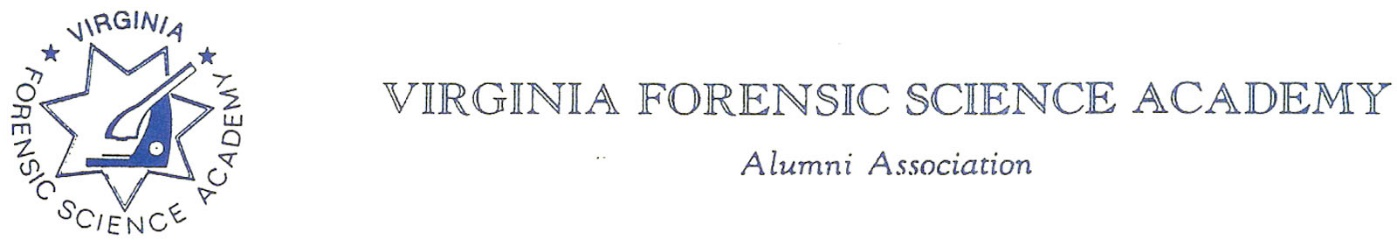 VIRGINIA
FORENSIC SCIENCE ACADEMY
VIRGINIA FORENSIC SCIENCE ACADEMY
Alumni Association